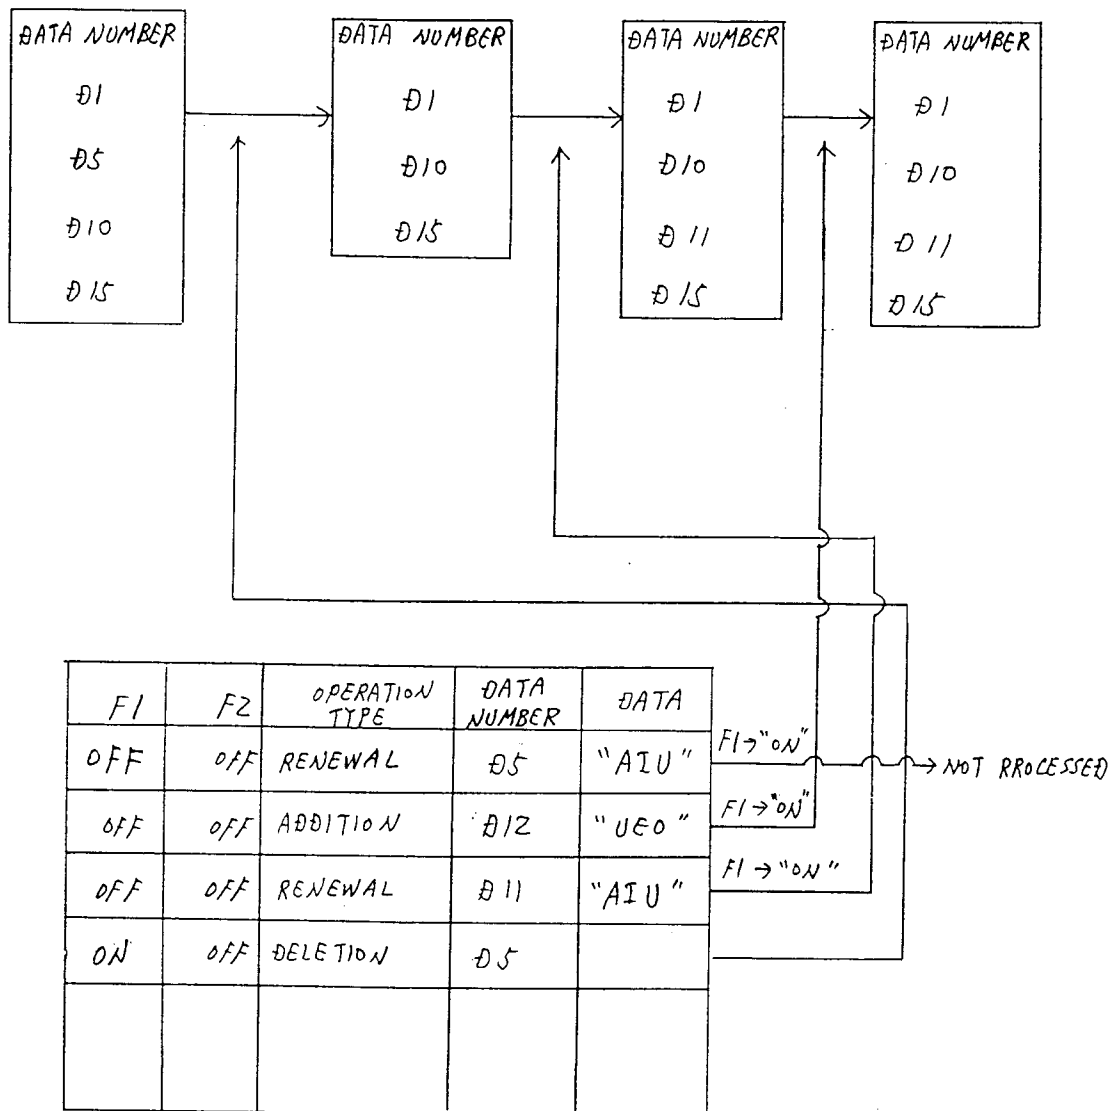 DATA NUMBER
D1
D5
D10
D15
DATA NUMBER
D1
D10
D15
DATA NUMBER
D1
D10
D11
D15
DATA NUMBER
D1
D10
D11
D15
F1 F2 OPERATION TYPE DATA NUMBER DATA
OFF OFF RENEWAL D5 "AIU" F1→"ON" → NOT RROCESSED
OFF OFF ADDITION D12 "UEO" F1→"ON"
OFF OFF RENEWAL D11 "AIU" F1→"ON"
ON OFF DELETION D5